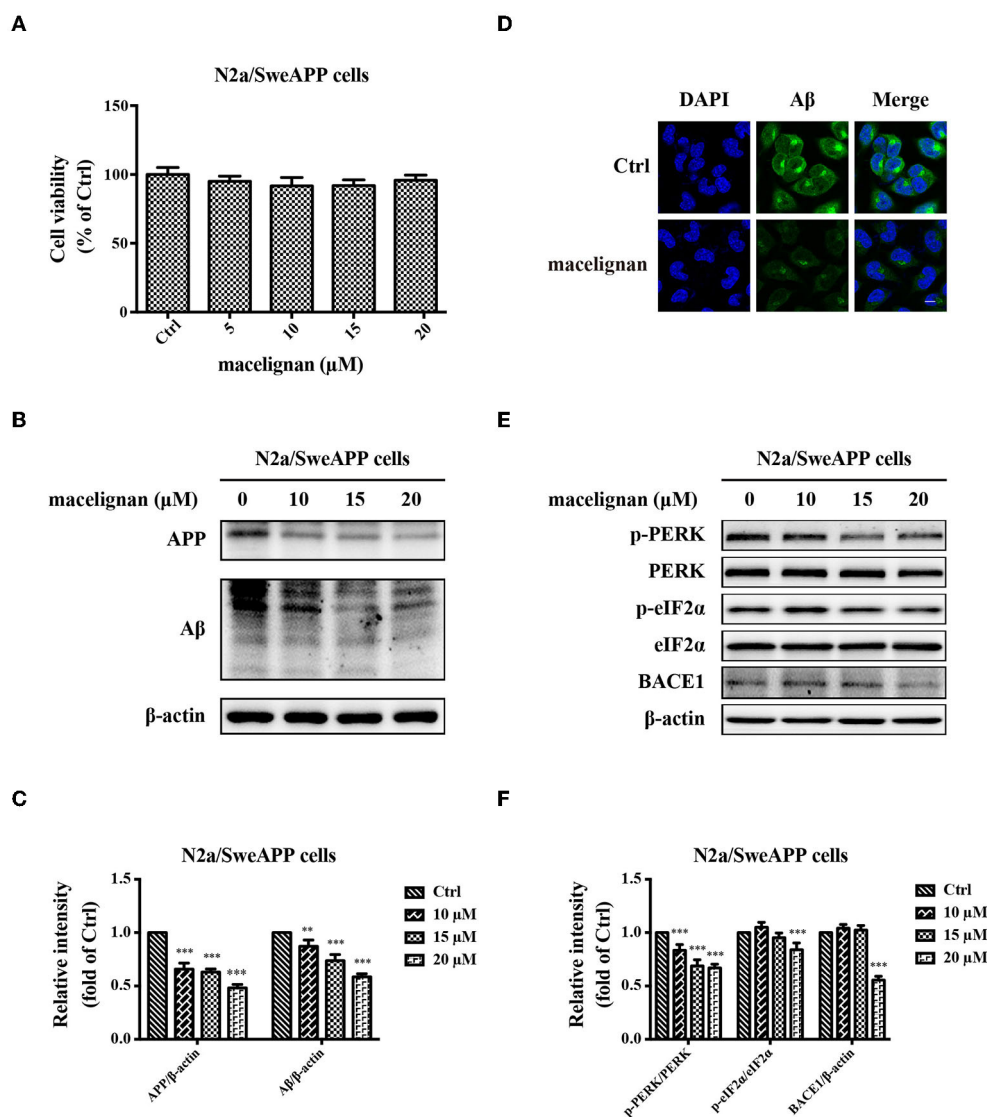 A
N2a/SweAPP cells
150
100
50
0
Cell viability
(% of Ctrl)
Ctrl
5
10
15
20
macelignan (µM)
D
DAPI
Aβ
Merge
Ctrl
macelignan
B
N2a/SweAPP cells
macelignan (µM) 0 10 15 20
APP
Aβ
β-actin
E
N2a/SweAPP cells
macelignan (µM) 0 10 15 20
p-PERK
PERK
p-eIF2α
eIF2α
BACE1
β-actin
C
N2a/SweAPP cells
Relative intensity
(fold of Ctrl)
1.5
1.0
0.5
0.0
***
***
***
**
***
***
APP/β-actin
Aβ/β-actin
Ctrl
10 µM
15 µM
20 µM
F
N2a/SweAPP cells
Relative intensity
(fold of Ctrl)
1.5
1.0
0.5
0.0
***
***
***
***
***
p-PERK/PERK
p-eIF2α/eIF2α
BACE1/β-actin
Ctrl
10 µM
15 µM
20 µM